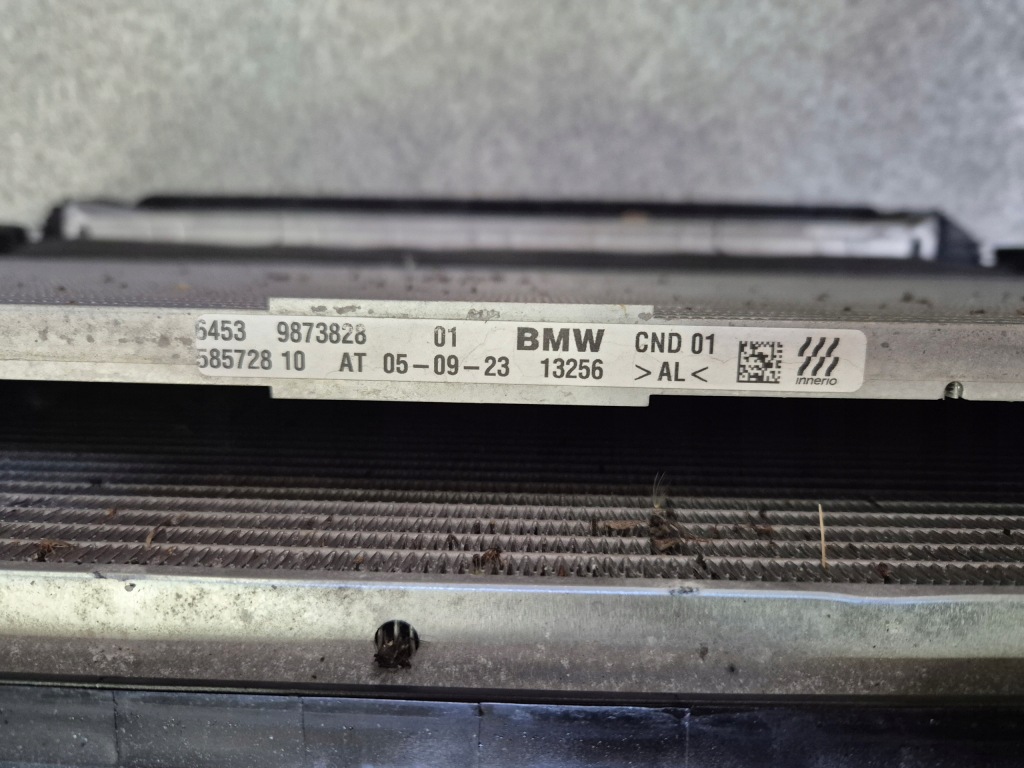 6453 9873828 01 BMW CND 01
585728 10 AT 05-09-23 13256 >AL<
innerio